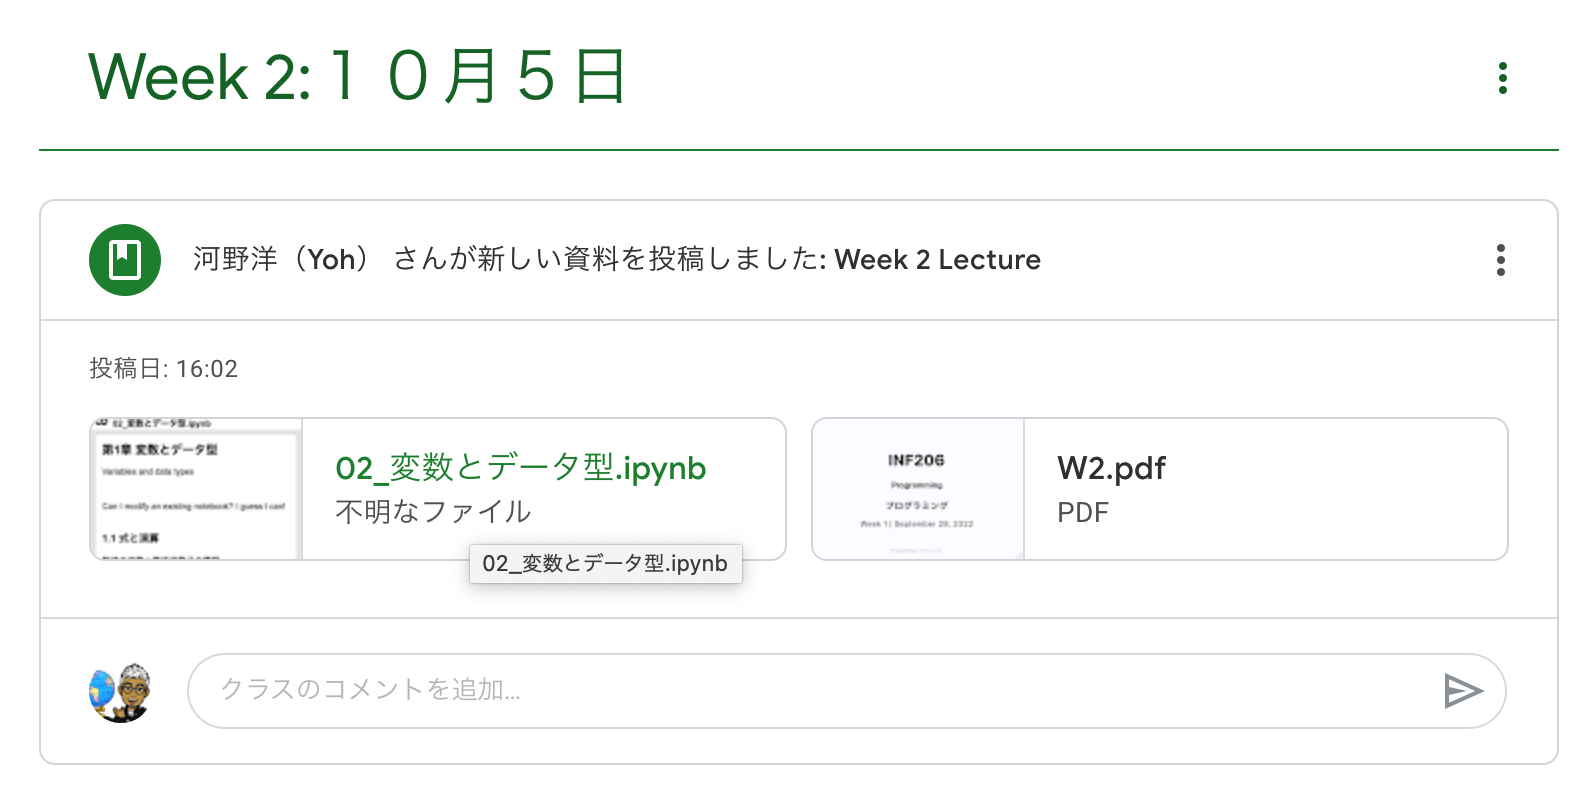 Week 2:１０月５日
河野洋（Yoh） さんが新しい資料を投稿しました: Week 2 Lecture
投稿日: 16:02
02_変数とデータ型.ipynb
第1章 変数とデータ型
Variables and data types
Can I modify an existing notebook? I guess I can!
1.1 式と演算
02_変数とデータ型.ipynb
不明なファイル
02_変数とデータ型.ipynb
INF206
Programming
プログラミング
Week 1 | September 28, 2022
W2.pdf
PDF
クラスのコメントを追加…